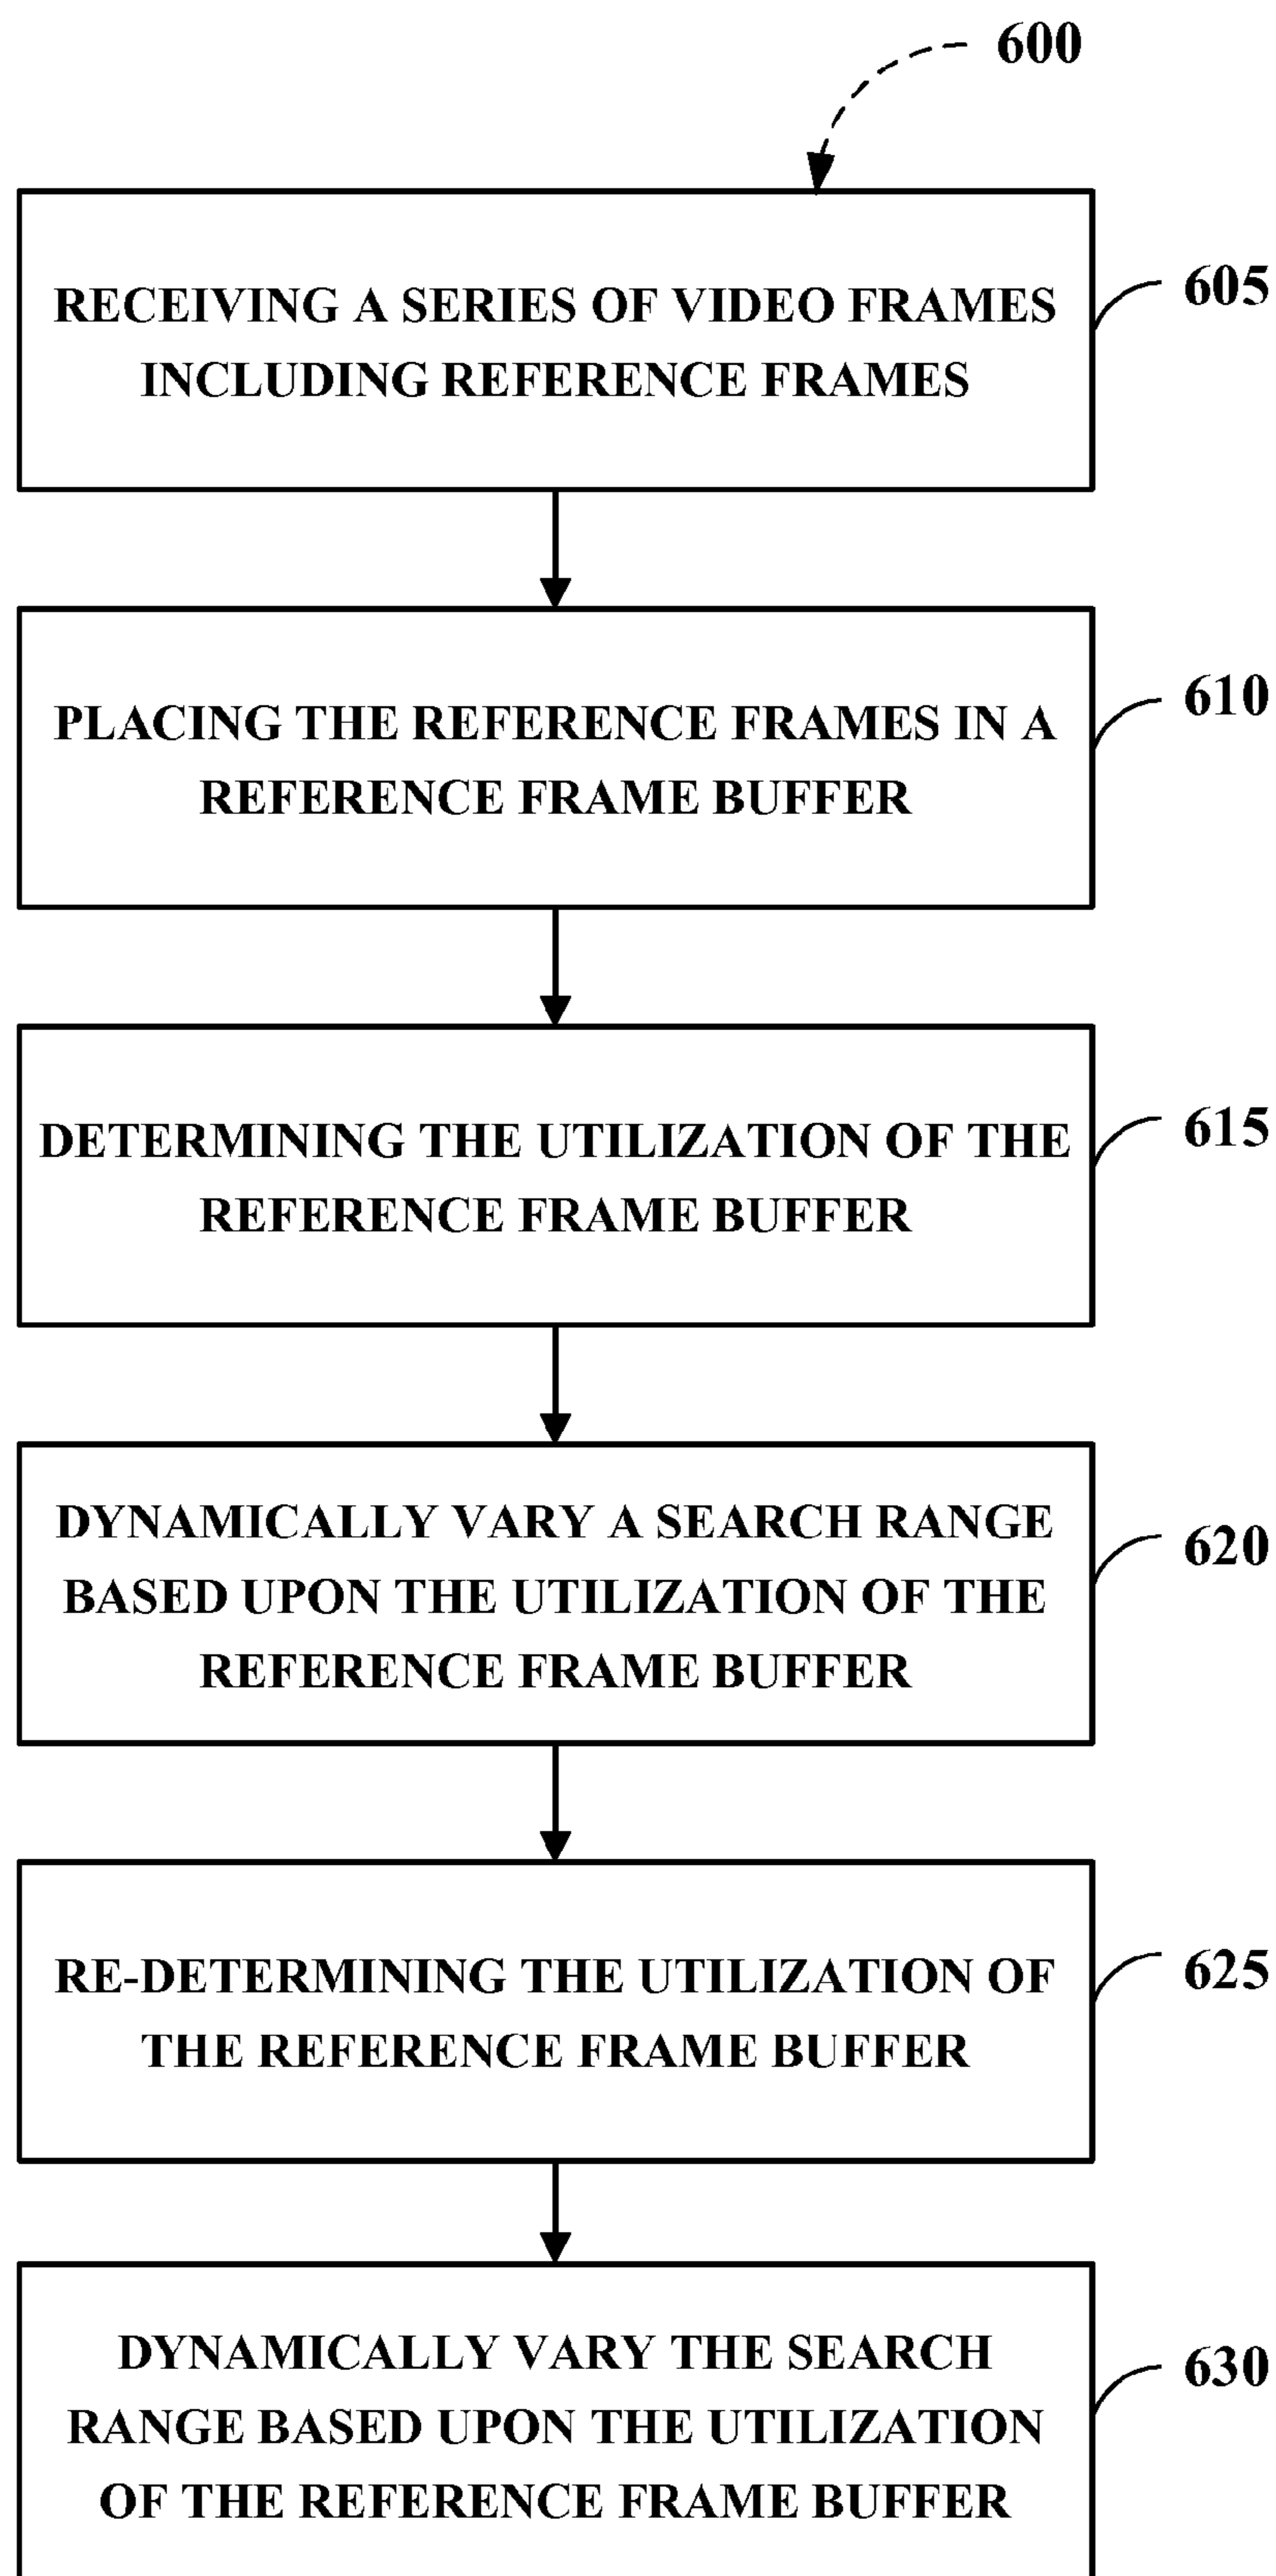 600
RECEIVING A SERIES OF VIDEO FRAMES
INCLUDING REFERENCE FRAMES
605
PLACING THE REFERENCE FRAMES IN A
REFERENCE FRAME BUFFER
610
DETERMINING THE UTILIZATION OF THE
REFERENCE FRAME BUFFER
615
DYNAMICALLY VARY A SEARCH RANGE
BASED UPON THE UTILIZATION OF THE
REFERENCE FRAME BUFFER
620
RE-DETERMINING THE UTILIZATION OF
THE REFERENCE FRAME BUFFER
625
DYNAMICALLY VARY THE SEARCH
RANGE BASED UPON THE UTILIZATION
OF THE REFERENCE FRAME BUFFER
630